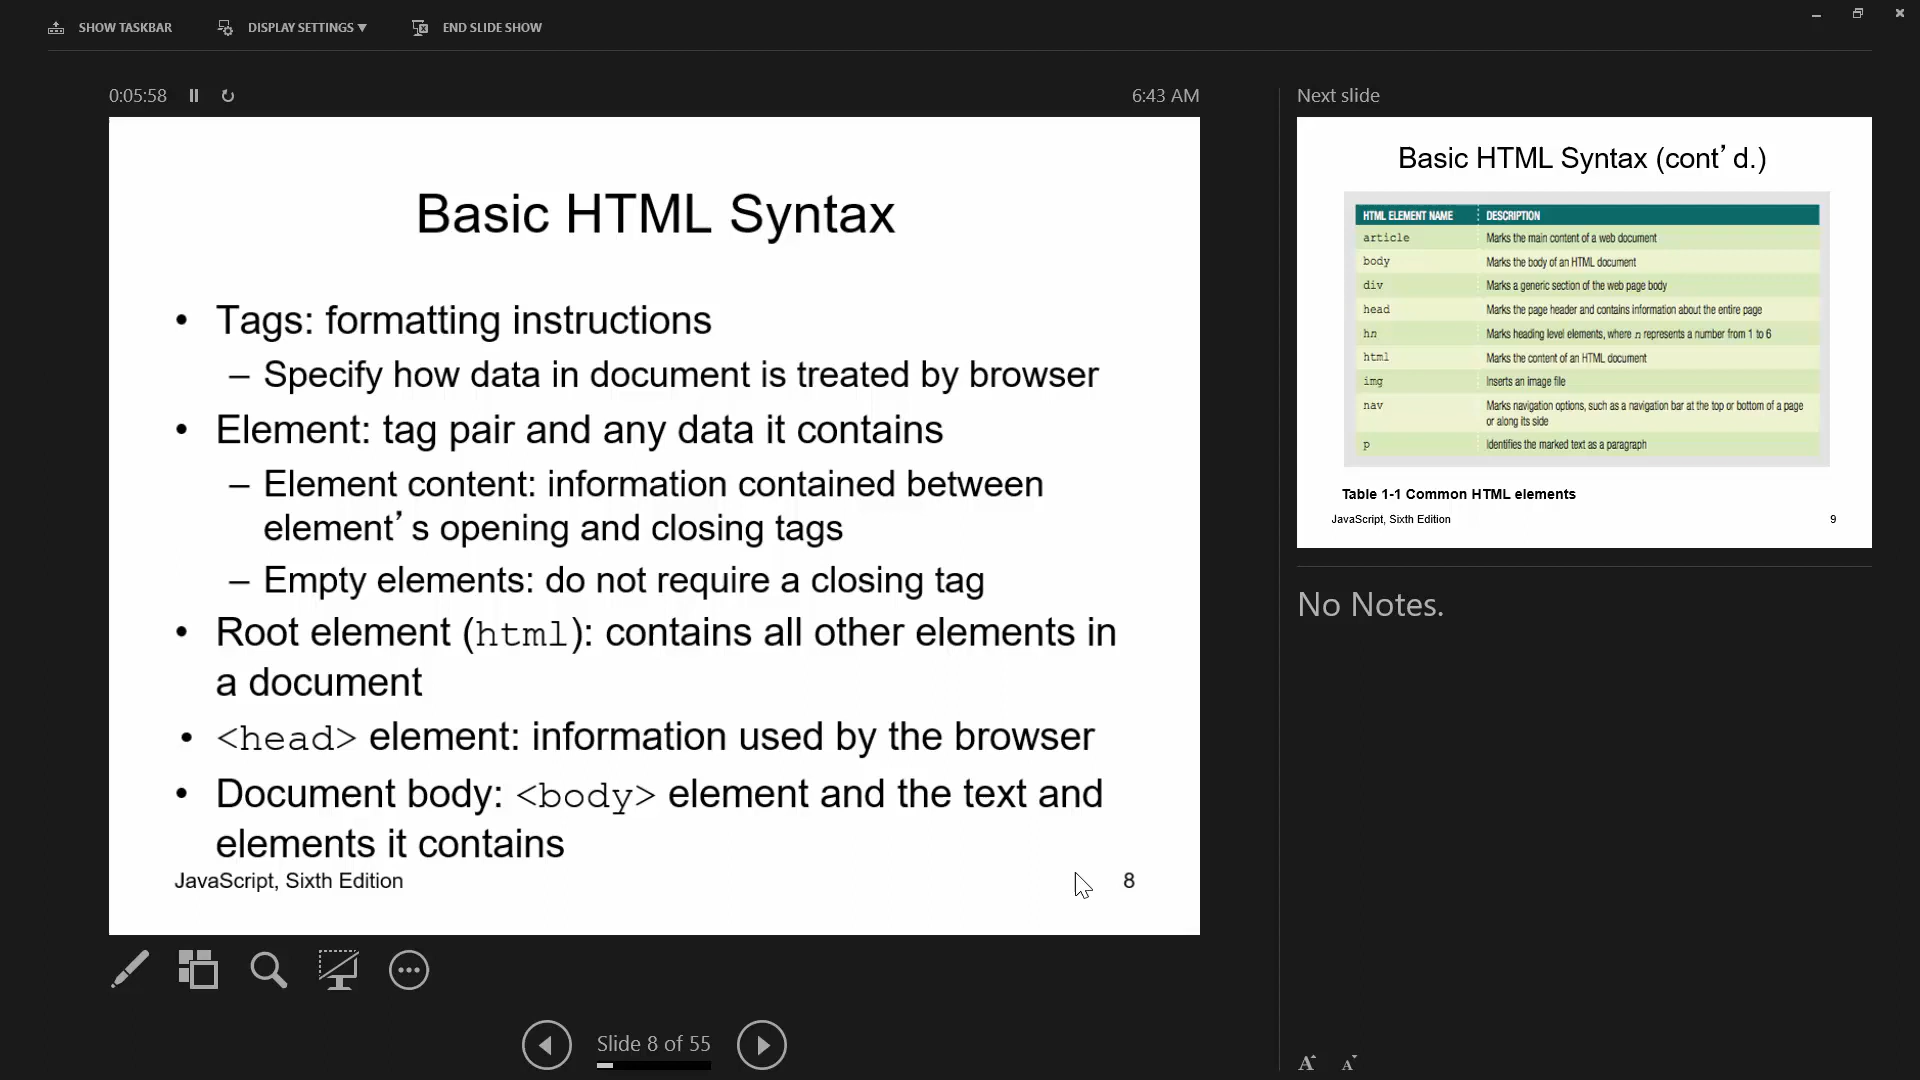 SHOW TASKBAR
DISPLAY SETTINGS ▼
END SLIDE SHOW
0:05:58
6:43 AM
Basic HTML Syntax
• Tags: formatting instructions
– Specify how data in document is treated by browser
• Element: tag pair and any data it contains
– Element content: information contained between
element’s opening and closing tags
– Empty elements: do not require a closing tag
• Root element (html): contains all other elements in
a document
• <head> element: information used by the browser
• Document body: <body> element and the text and
elements it contains
JavaScript, Sixth Edition
8
Slide 8 of 55
Next slide
Basic HTML Syntax (cont’d.)
HTML ELEMENT NAME DESCRIPTION
article Marks the main content of a web document
body Marks the body of an HTML document
div Marks a generic section of the web page body
head Marks the page header and contains information about the entire page
hn Marks heading level elements, where n represents a number from 1 to 6
html Marks the content of an HTML document
img Inserts an image file
nav Marks navigation options, such as a navigation bar at the top or bottom of a page
or along its side
p Identifies the marked text as a paragraph
Table 1-1 Common HTML elements
JavaScript, Sixth Edition
9
No Notes.
A A